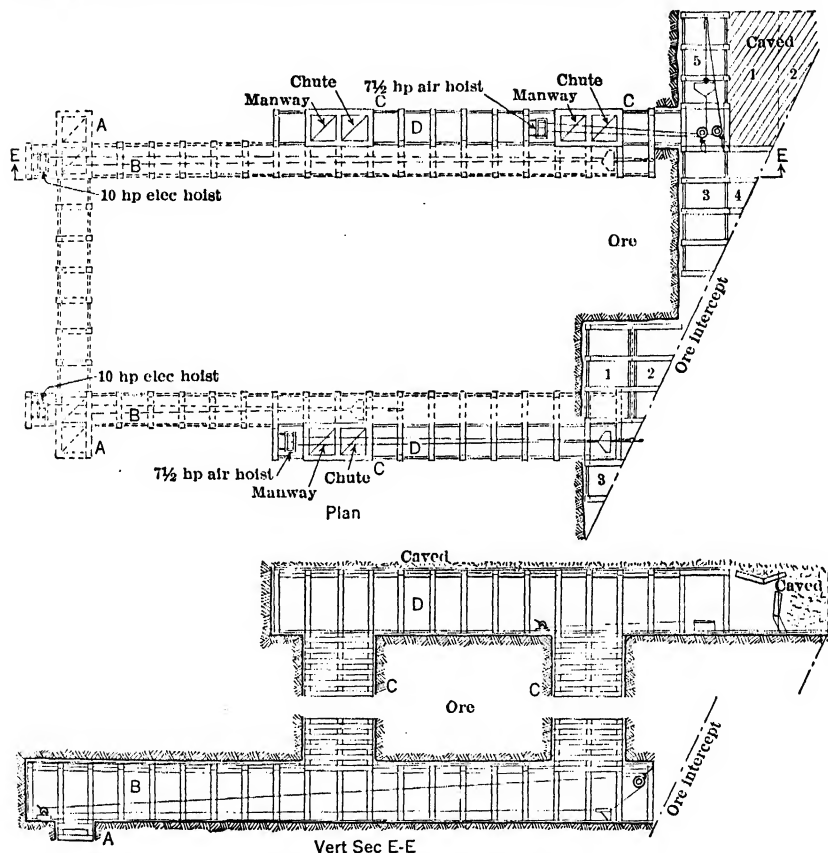 Caved
5
1
2
Chute
7½ hp air hoist
Chute
Manway
C
Manway
C
A
D
E
B
E
10 hp elec hoist
3
4
Ore
Ore intercept
10 hp elec hoist
1
2
B
D
A
7½ hp air hoist
Chute
C
3
Manway
Plan
Caved
D
Caved
C
C
Ore
Ore intercept
B
A
Vert Sec E-E